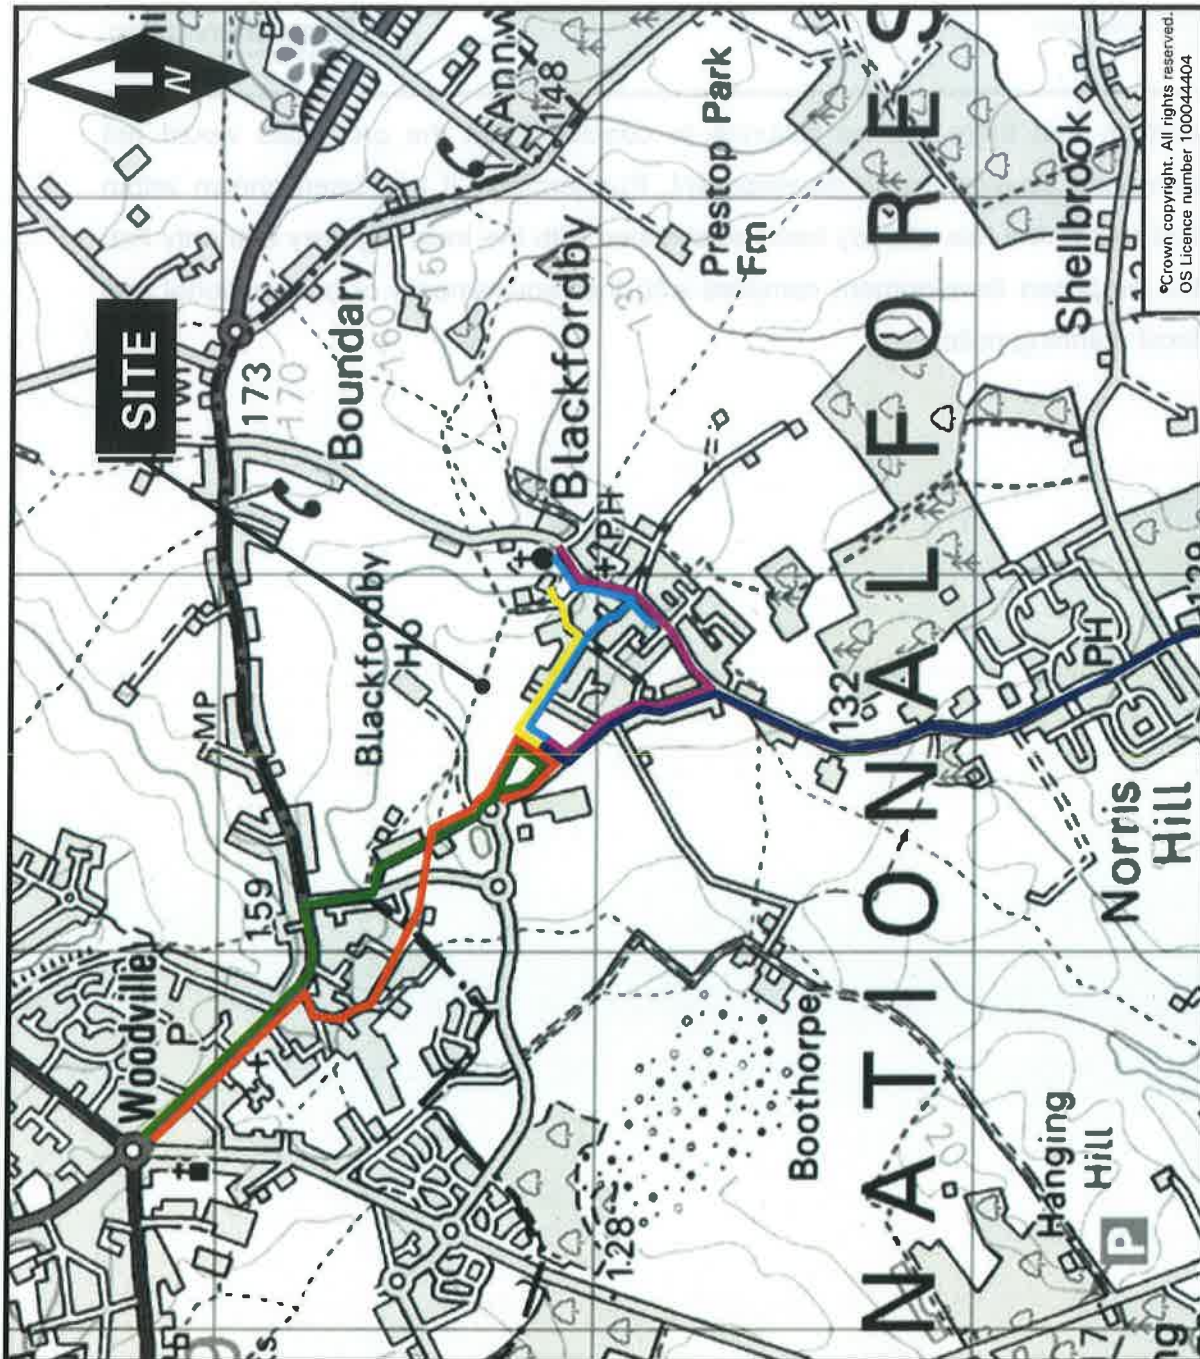 N
SITE
Woodville
P
159
MP
TWR
173
170
160
150
148
Annw
Boundary
Blackfordby
Ho
Blackfordby
PH
Prestop Park
Fm
Shellbrook
NATIONAL FORES
132
PH
139
Norris
Hill
Boothorpe
128
Hanging
Hill
P
©Crown copyright. All rights reserved.
OS Licence number 100044404